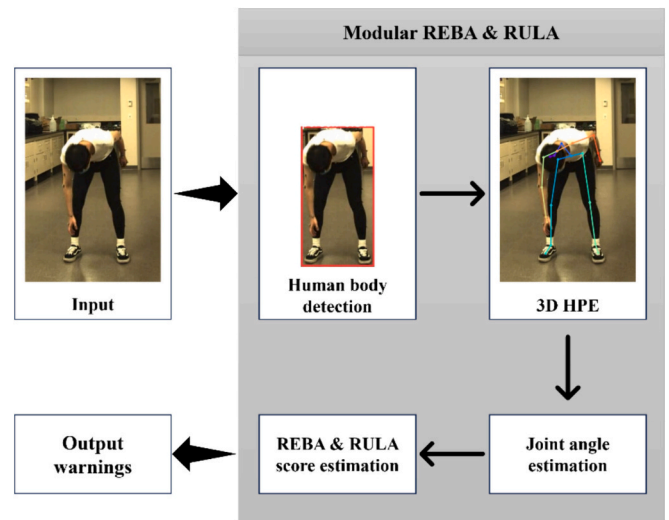 Modular REBA & RULA
Input
Human body
detection
3D HPE
Output
warnings
REBA & RULA
score estimation
Joint angle
estimation